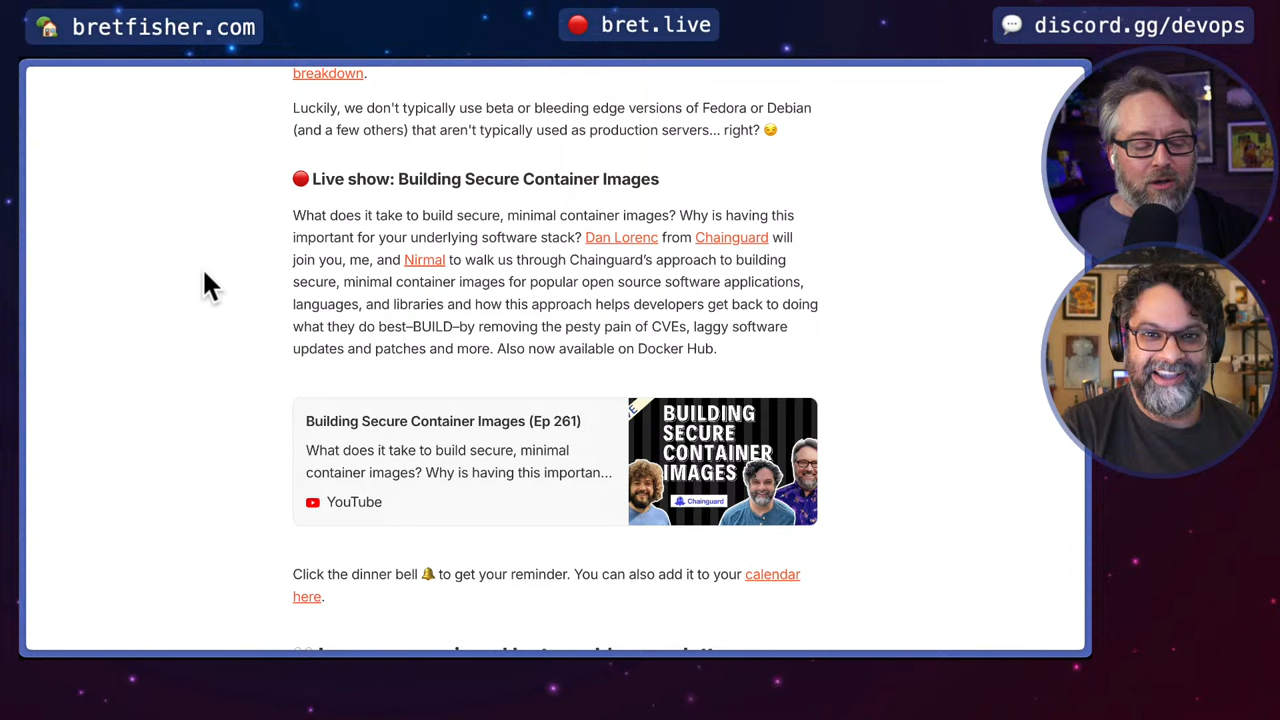 🏡 bretfisher.com
🔴 bret.live
💬 discord.gg/devops
breakdown.
Luckily, we don't typically use beta or bleeding edge versions of Fedora or Debian
(and a few others) that aren't typically used as production servers... right? 😏
🔴 Live show: Building Secure Container Images
What does it take to build secure, minimal container images? Why is having this
important for your underlying software stack? Dan Lorenc from Chainguard will
join you, me, and Nirmal to walk us through Chainguard's approach to building
secure, minimal container images for popular open source software applications,
languages, and libraries and how this approach helps developers get back to doing
what they do best–BUILD–by removing the pesty pain of CVEs, laggy software
updates and patches and more. Also now available on Docker Hub.
Building Secure Container Images (Ep 261)
What does it take to build secure, minimal
container images? Why is having this importan...
YouTube
BUILDING
SECURE
CONTAINER
IMAGES
Chainguard
Click the dinner bell 🔔 to get your reminder. You can also add it to your calendar
here.